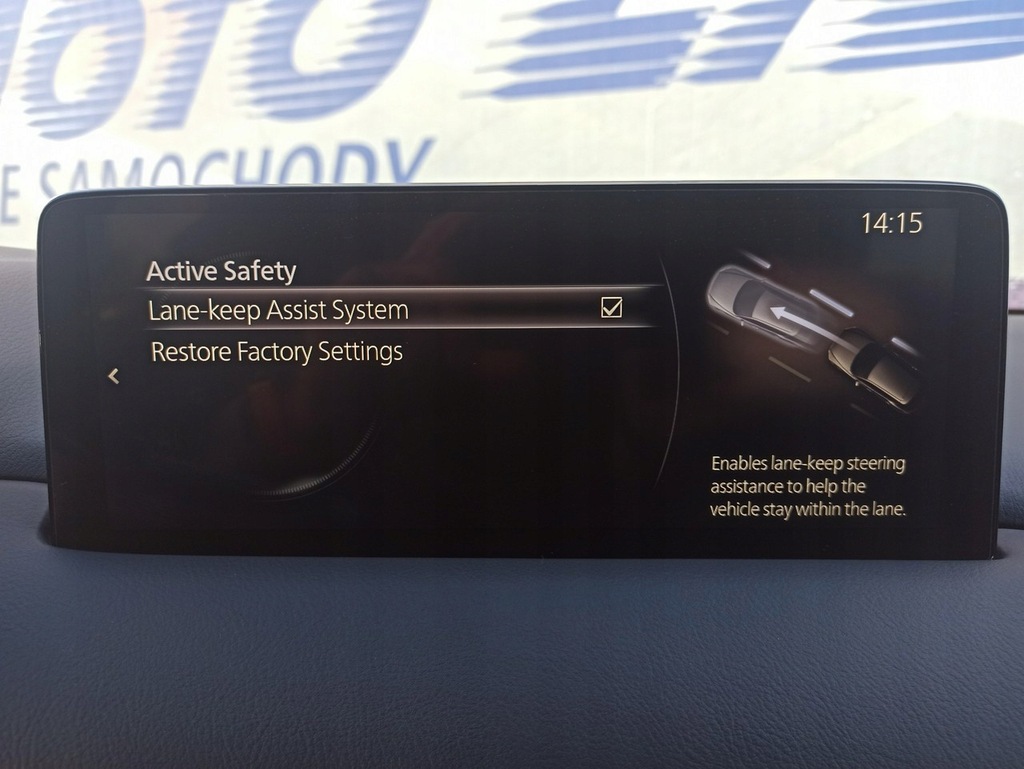 E SAMOCHODY
14:15
Active Safety
Lane-keep Assist System
Restore Factory Settings
Enables lane-keep steering
assistance to help the
vehicle stay within the lane.